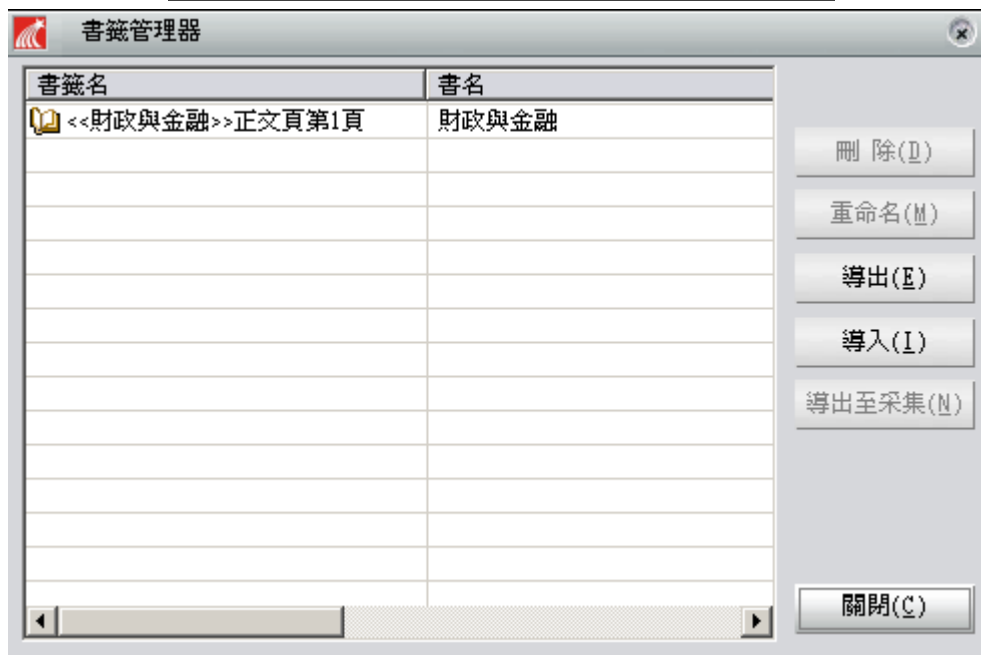 書籤管理器
書籤名 書名
<<財政與金融>>正文頁第1頁 財政與金融
刪 除(D)
重命名(M)
導出(E)
導入(I)
導出至采集(N)
關閉(C)